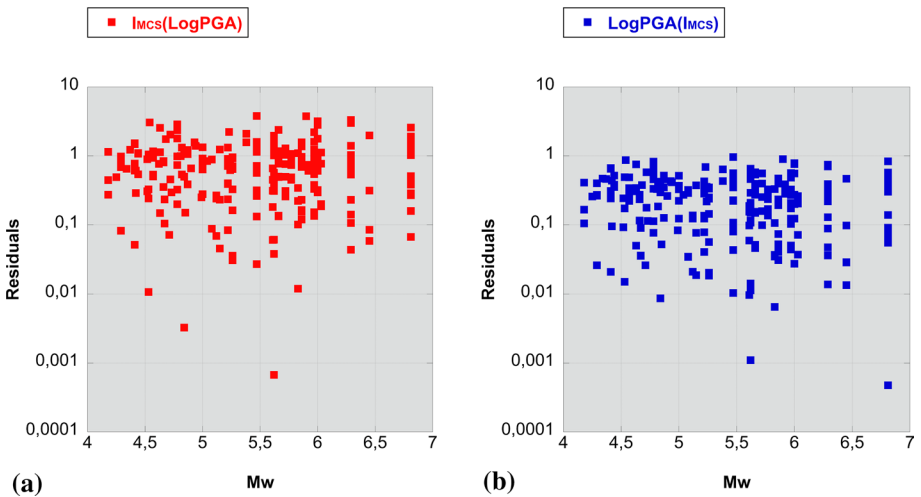 IMCS(LogPGA)
10
1
0,1
0,01
0,001
0,0001
Residuals
4 4,5 5 5,5 6 6,5 7
Mw
(a)
LogPGA(IMCS)
10
1
0,1
0,01
0,001
0,0001
Residuals
4 4,5 5 5,5 6 6,5 7
Mw
(b)